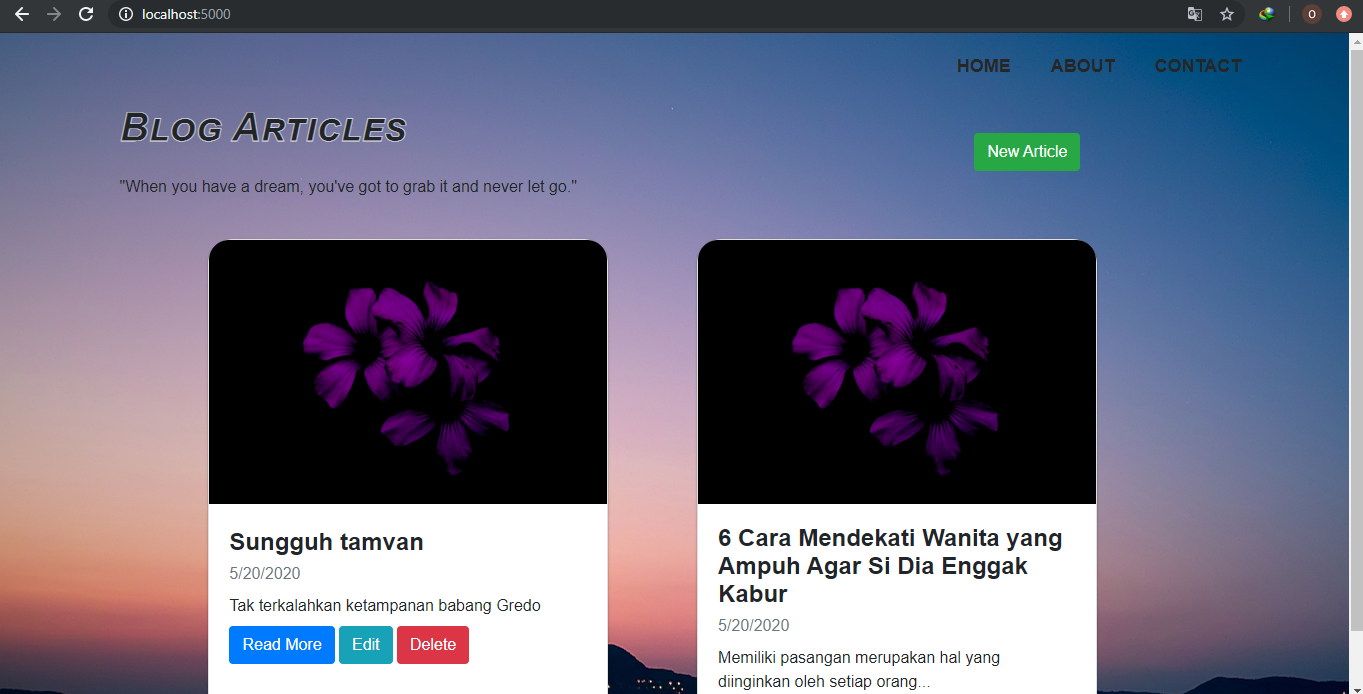 localhost:5000
O
HOME ABOUT CONTACT
BLOG ARTICLES
New Article
"When you have a dream, you've got to grab it and never let go."
Sungguh tamvan
5/20/2020
Tak terkalahkan ketampanan babang Gredo
Read More Edit Delete
6 Cara Mendekati Wanita yang
Ampuh Agar Si Dia Enggak
Kabur
5/20/2020
Memiliki pasangan merupakan hal yang
diinginkan oleh setiap orang...